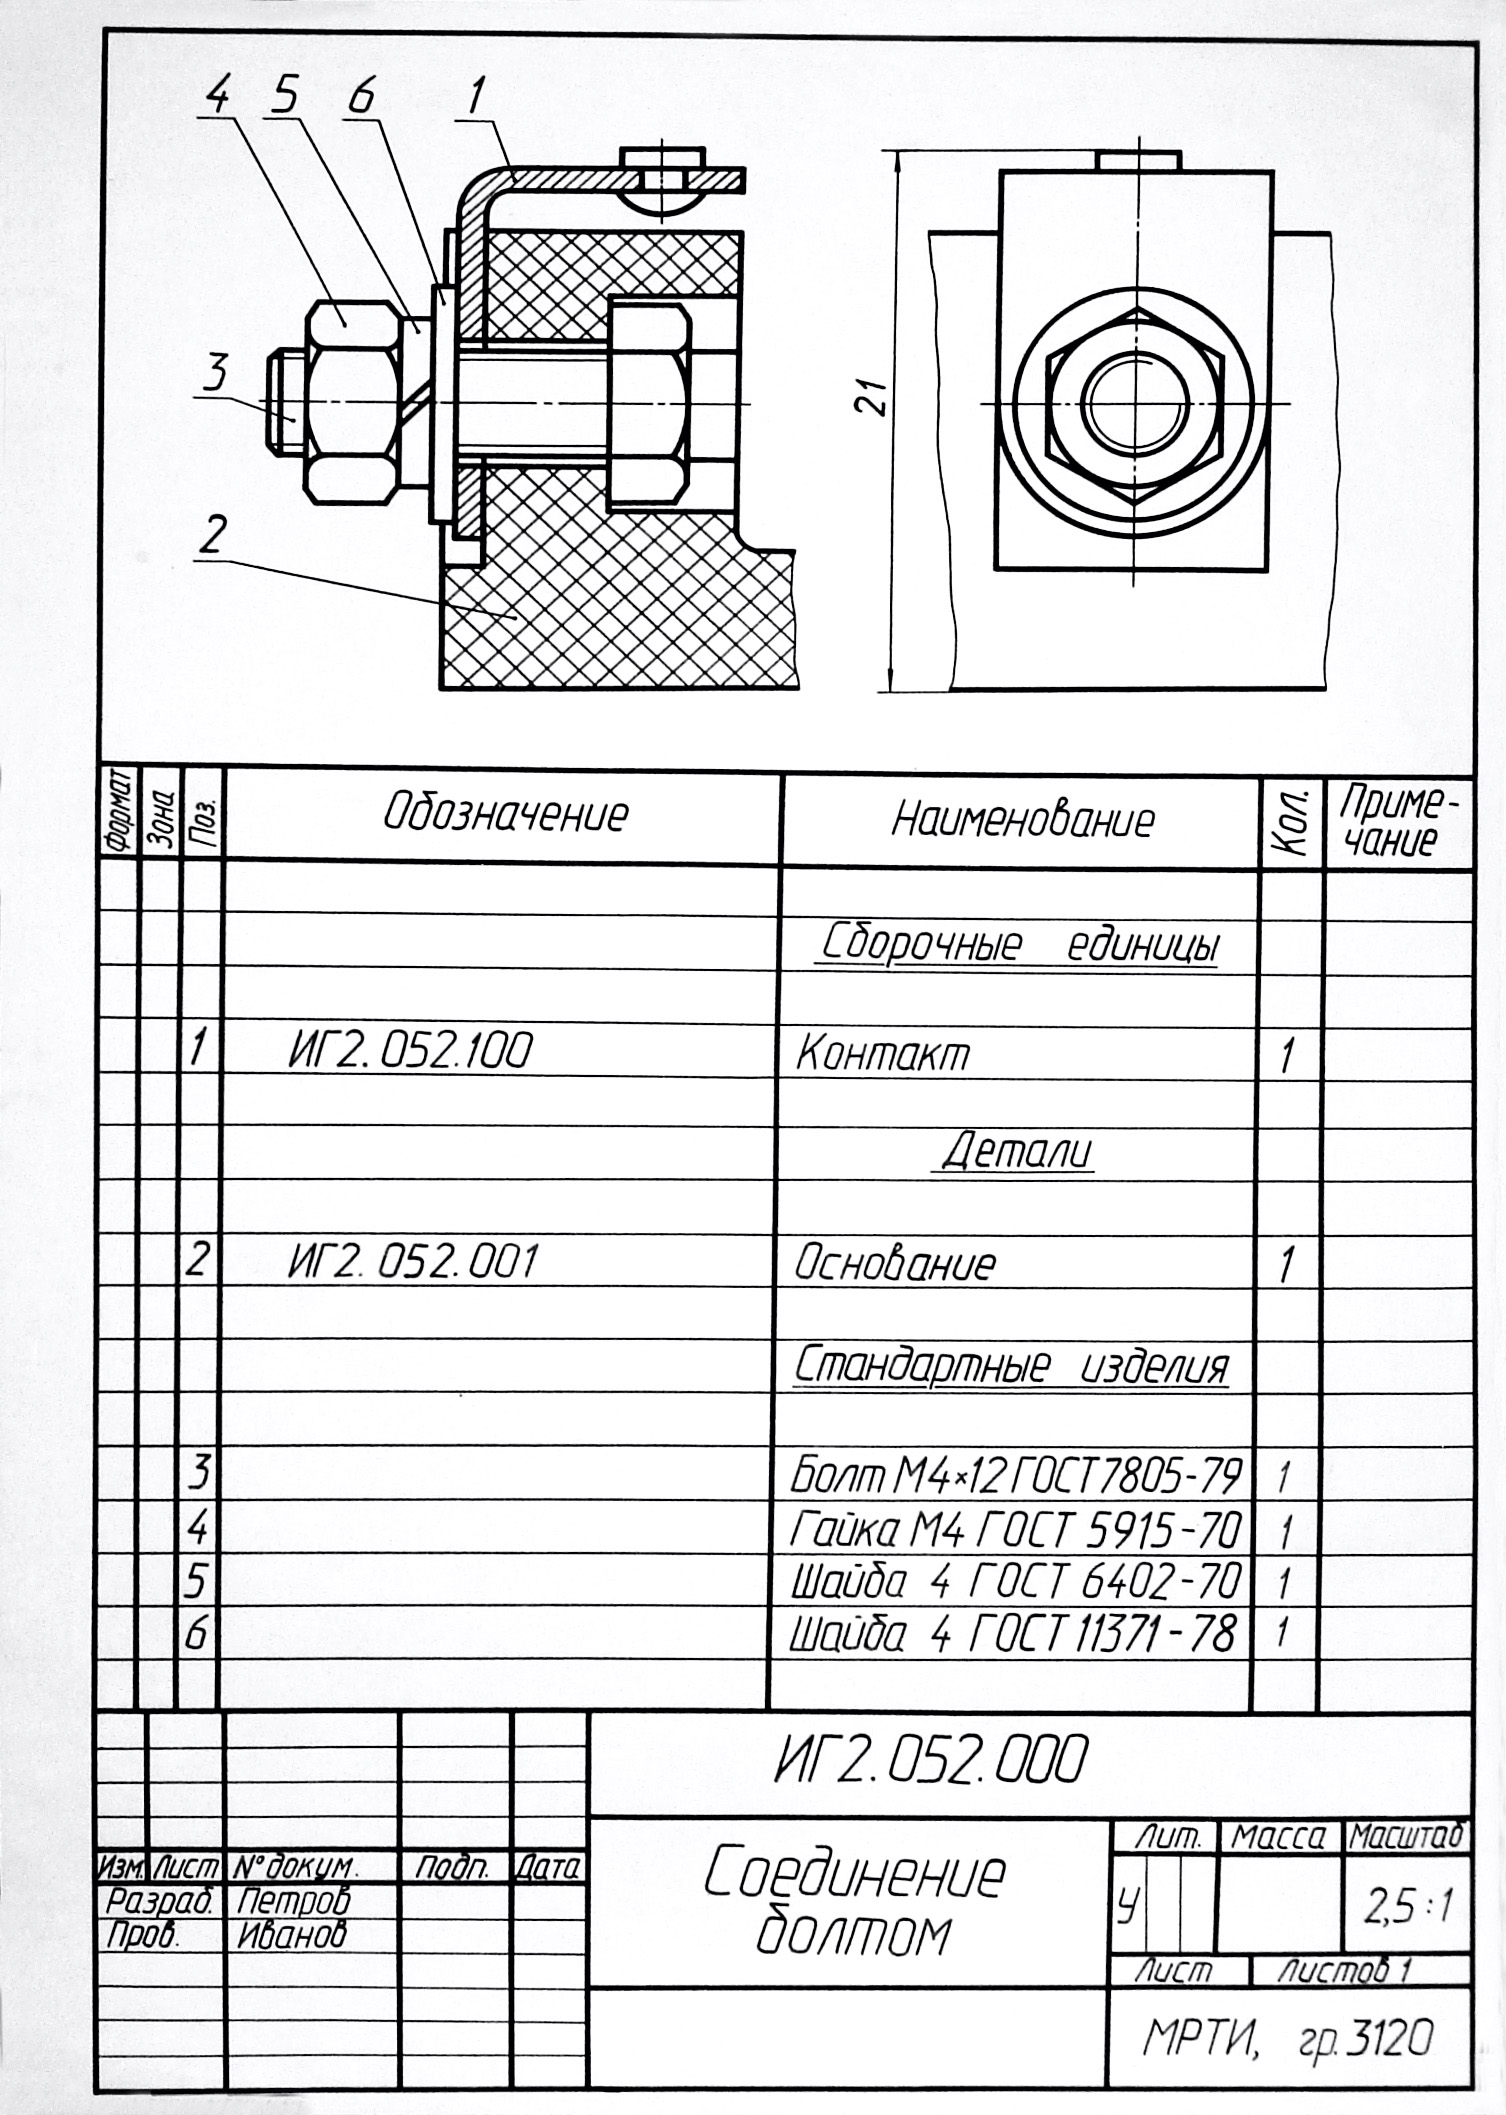 4 5 6 1
3
2
21
Формат Зона Поз. Обозначение Наименование Кол. Приме-
чание
Сборочные единицы
1 ИГ2.052.100 Контакт 1
Детали
2 ИГ2.052.001 Основание 1
Стандартные изделия
3 Болт М4×12 ГОСТ 7805-79 1
4 Гайка М4 ГОСТ 5915-70 1
5 Шайба 4 ГОСТ 6402-70 1
6 Шайба 4 ГОСТ 11371-78 1
ИГ2.052.000
Изм. Лист № докум. Подп. Дата
Разраб. Петров
Пров. Иванов
Соединение
болтом
Лит. Масса Масштаб
У 2,5:1
Лист Листов 1
МРТИ, гр. 3120